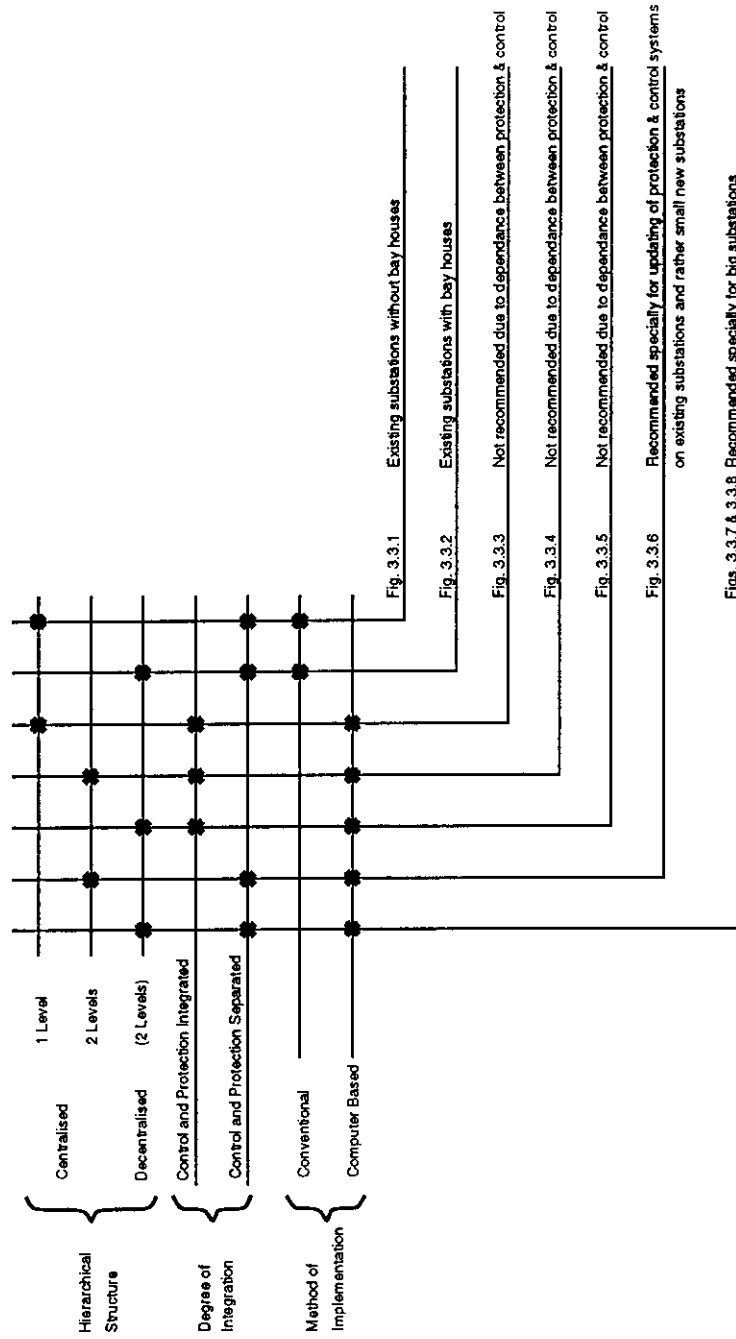 Hierarchical
Structure
Centralised
1 Level
2 Levels
Decentralised
(2 Levels)
Degree of
Integration
Control and Protection Integrated
Control and Protection Separated
Method of
Implementation
Conventional
Computer Based
Fig. 3.3.1
Existing substations without bay houses
Fig. 3.3.2
Existing substations with bay houses
Fig. 3.3.3
Not recommended due to dependance between protection & control
Fig. 3.3.4
Not recommended due to dependance between protection & control
Fig. 3.3.5
Not recommended due to dependance between protection & control
Fig. 3.3.6
Recommended specially for updating of protection & control systems
on existing substations and rather small new substations
Figs. 3.3.7 & 3.3.8 Recommended specially for big substations